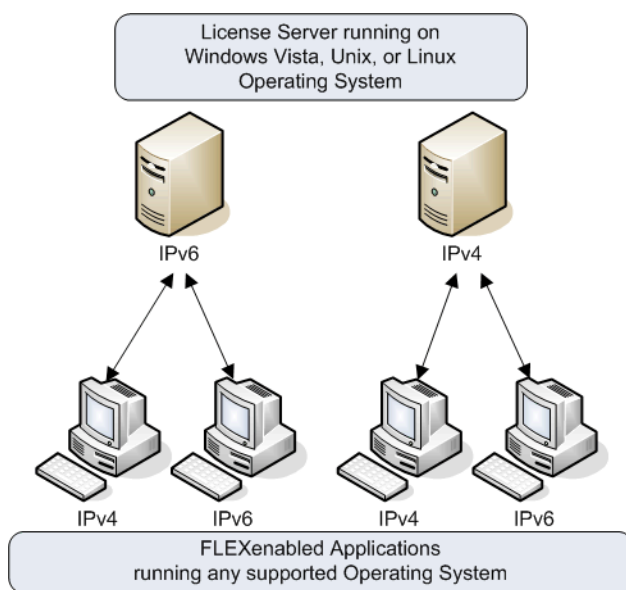 License Server running on
Windows Vista, Unix, or Linux
Operating System
IPv6
IPv4
IPv4
IPv6
IPv4
IPv6
FLEXenabled Applications
running any supported Operating System